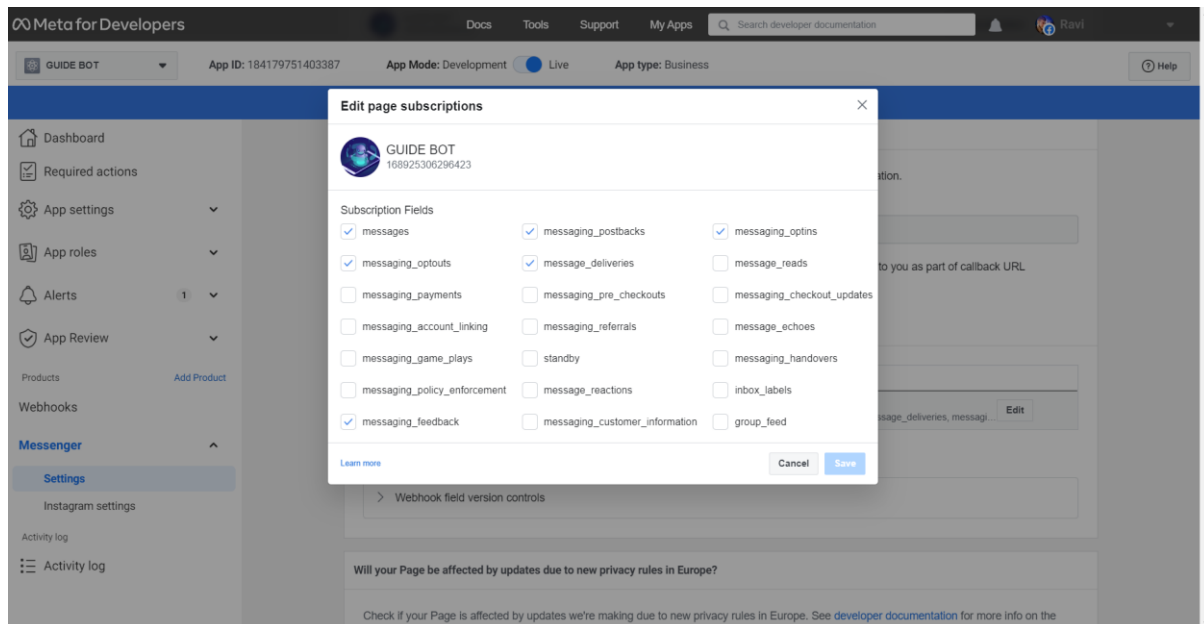 Meta for Developers
Docs Tools Support My Apps Search developer documentation Ravi
GUIDE BOT App ID: 184179751403387 App Mode: Development Live App type: Business Help
Edit page subscriptions
GUIDE BOT
168925306296423
Subscription Fields
messages messaging_postbacks messaging_optins
messaging_optouts message_deliveries message_reads
messaging_payments messaging_pre_checkouts messaging_checkout_updates
messaging_account_linking messaging_referrals message_echoes
messaging_game_plays standby messaging_handovers
messaging_policy_enforcement message_reactions inbox_labels
messaging_feedback messaging_customer_information group_feed
Learn more Cancel Save
Dashboard
Required actions
App settings
App roles
Alerts 1
App Review
Products Add Product
Webhooks
Messenger
Settings
Instagram settings
Activity log
Activity log
to you as part of callback URL
messagi... Edit
Webhook field version controls
Will your Page be affected by updates due to new privacy rules in Europe?
Check if your Page is affected by updates we're making due to new privacy rules in Europe. See developer documentation for more info on the